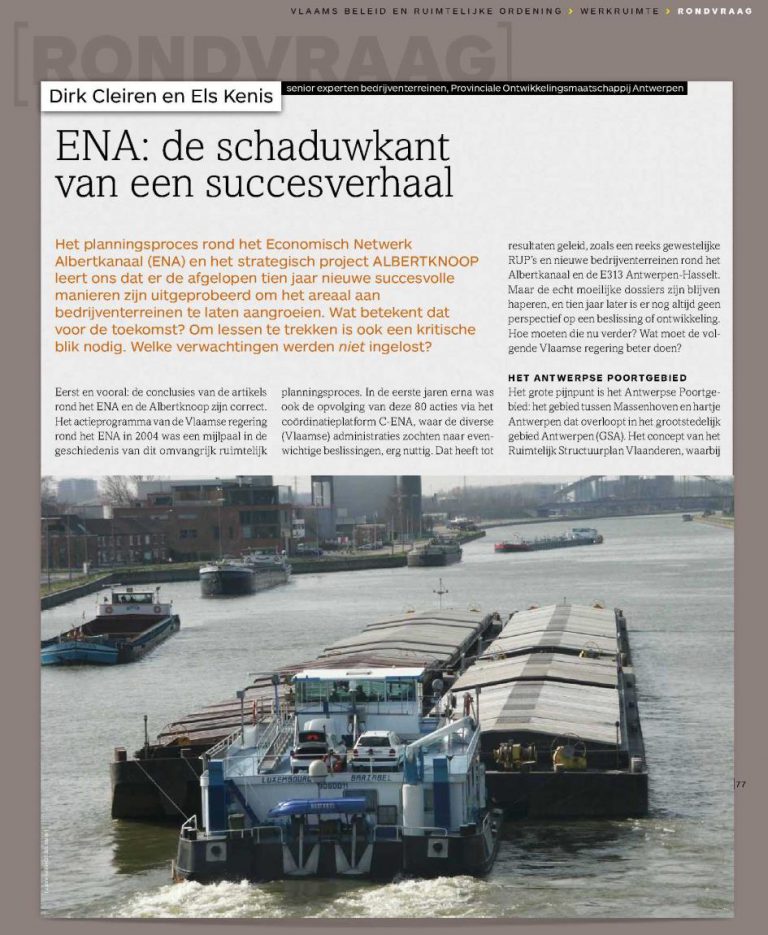 VLAAMS BELEID EN RUIMTELIJKE ORDENING > WERKRUIMTE > RONDVRAAG
[RONDVRAAG]
Dirk Cleiren en Els Kenis
senior experten bedrijventerreinen, Provinciale Ontwikkelingsmaatschappij Antwerpen
ENA: de schaduwkant
van een succesverhaal
Het planningsproces rond het Economisch Netwerk
Albertkanaal (ENA) en het strategisch project ALBERTKNOOP
leert ons dat er de afgelopen tien jaar nieuwe succesvolle
manieren zijn uitgeprobeerd om het areaal aan
bedrijventerreinen te laten aangroeien. Wat betekent dat
voor de toekomst? Om lessen te trekken is ook een kritische
blik nodig. Welke verwachtingen werden niet ingelost?
Eerst en vooral: de conclusies van de artikels
rond het ENA en de Albertknoop zijn correct.
Het actieprogramma van de Vlaamse regering
rond het ENA in 2004 was een mijlpaal in de
geschiedenis van dit omvangrijk ruimtelijk
planningsproces. In de eerste jaren erna was
ook de opvolging van deze 80 acties via het
coördinatieplatform C-ENA, waar de diverse
(Vlaamse) administraties zochten naar even-
wichtige beslissingen, erg nuttig. Dat heeft tot
resultaten geleid, zoals een reeks gewestelijke
RUP's en nieuwe bedrijventerreinen rond het
Albertkanaal en de E313 Antwerpen-Hasselt.
Maar de echt moeilijke dossiers zijn blijven
haperen, en tien jaar later is er nog altijd geen
perspectief op een beslissing of ontwikkeling.
Hoe moeten die nu verder? Wat moet de vol-
gende Vlaamse regering beter doen?
HET ANTWERPSE POORTGEBIED
Het grote pijnpunt is het Antwerpse Poortge-
bied: het gebied tussen Massenhoven en hartje
Antwerpen dat overloopt in het grootstedelijk
gebied Antwerpen (GSA). Het concept van het
Ruimtelijk Structuurplan Vlaanderen, waarbij
LUXEMBOURG
77